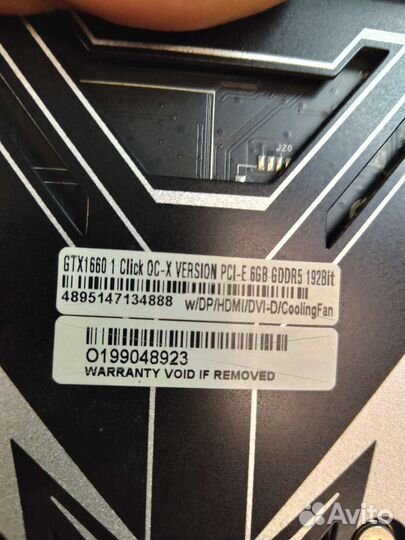 J20
GTX1660 1 Click OC-X VERSION PCI-E 6GB GDDR5 192Bit
4895147134888 w/DP/HDMI/DVI-D/CoolingFan
O199048923
WARRANTY VOID IF REMOVED
Avito